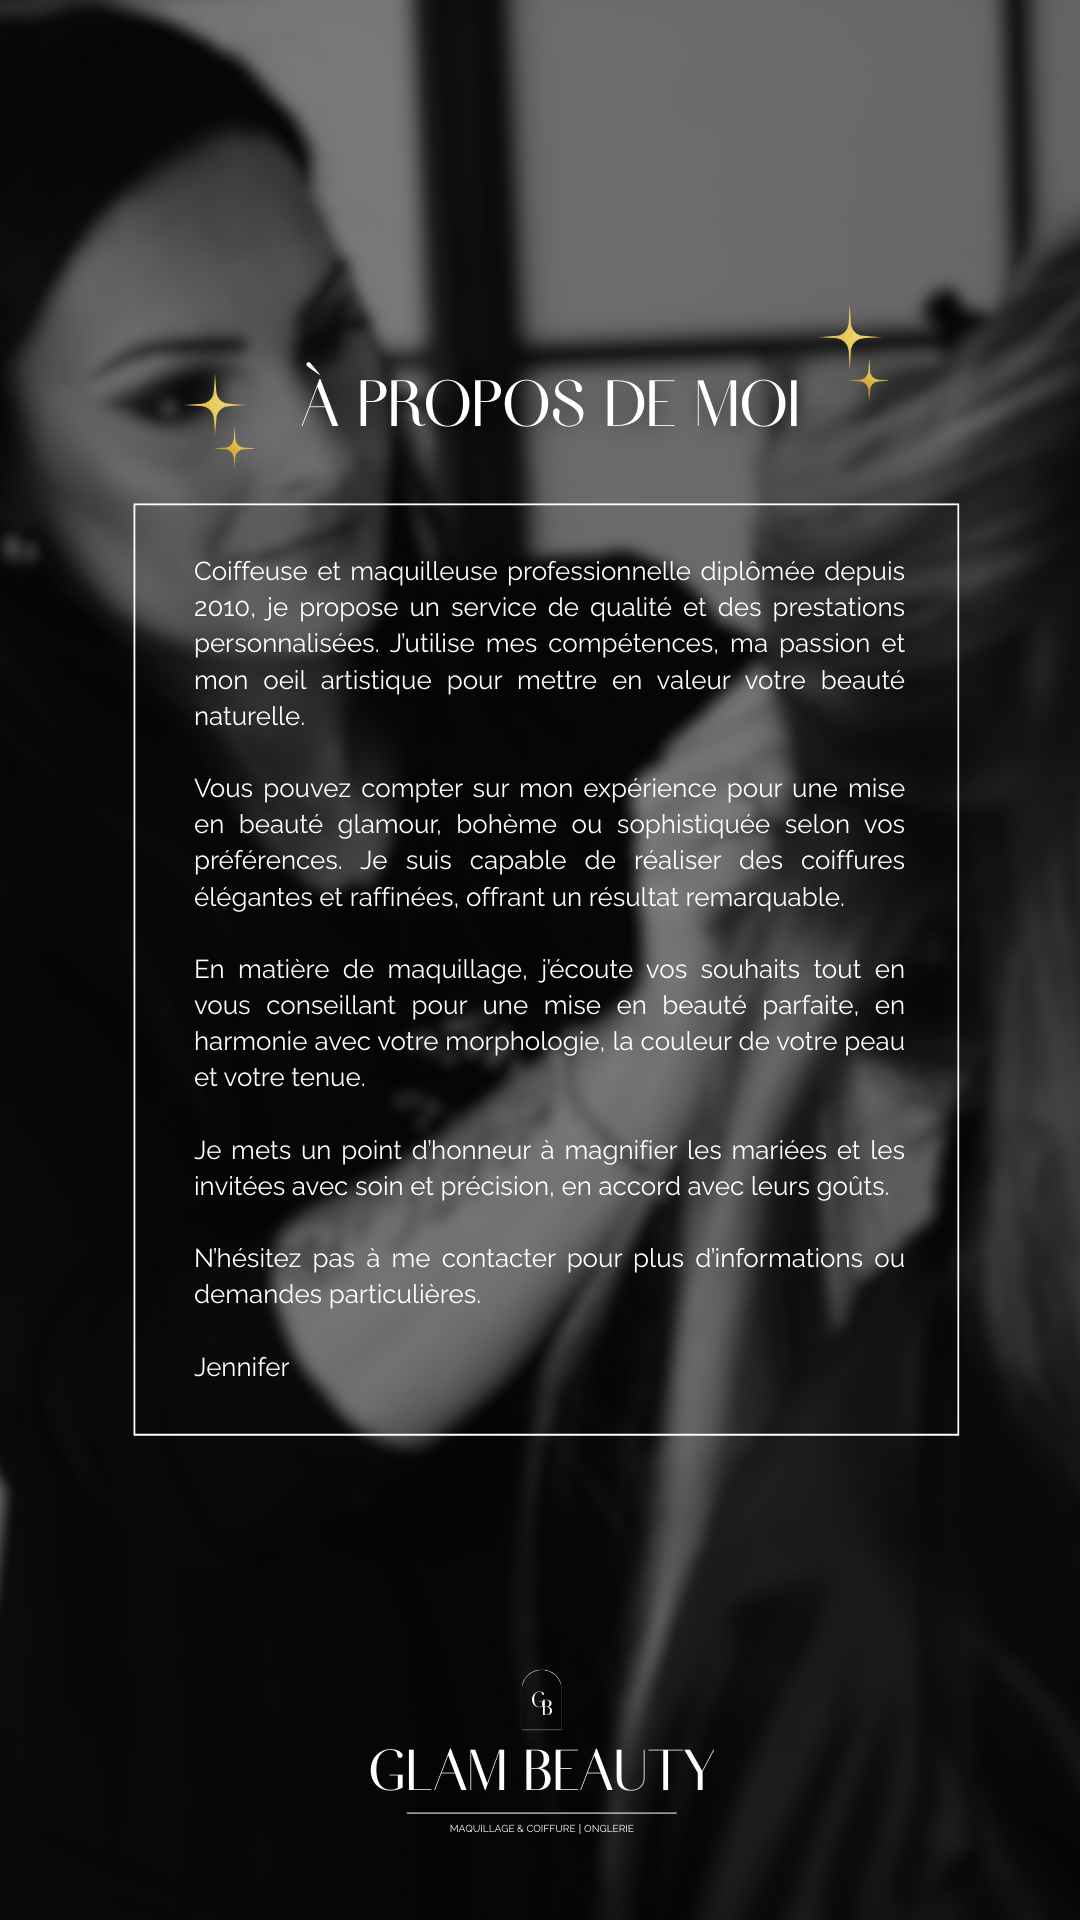 À PROPOS DE MOI
Coiffeuse et maquilleuse professionnelle diplômée depuis
2010, je propose un service de qualité et des prestations
personnalisées. J'utilise mes compétences, ma passion et
mon oeil artistique pour mettre en valeur votre beauté
naturelle.
Vous pouvez compter sur mon expérience pour une mise
en beauté glamour, bohème ou sophistiquée selon vos
préférences. Je suis capable de réaliser des coiffures
élégantes et raffinées, offrant un résultat remarquable.
En matière de maquillage, j'écoute vos souhaits tout en
vous conseillant pour une mise en beauté parfaite, en
harmonie avec votre morphologie, la couleur de votre peau
et votre tenue.
Je mets un point d'honneur à magnifier les mariées et les
invitées avec soin et précision, en accord avec leurs goûts.
N'hésitez pas à me contacter pour plus d'informations ou
demandes particulières.
Jennifer
GB
GLAM BEAUTY
MAQUILLAGE & COIFFURE | ONGLERIE